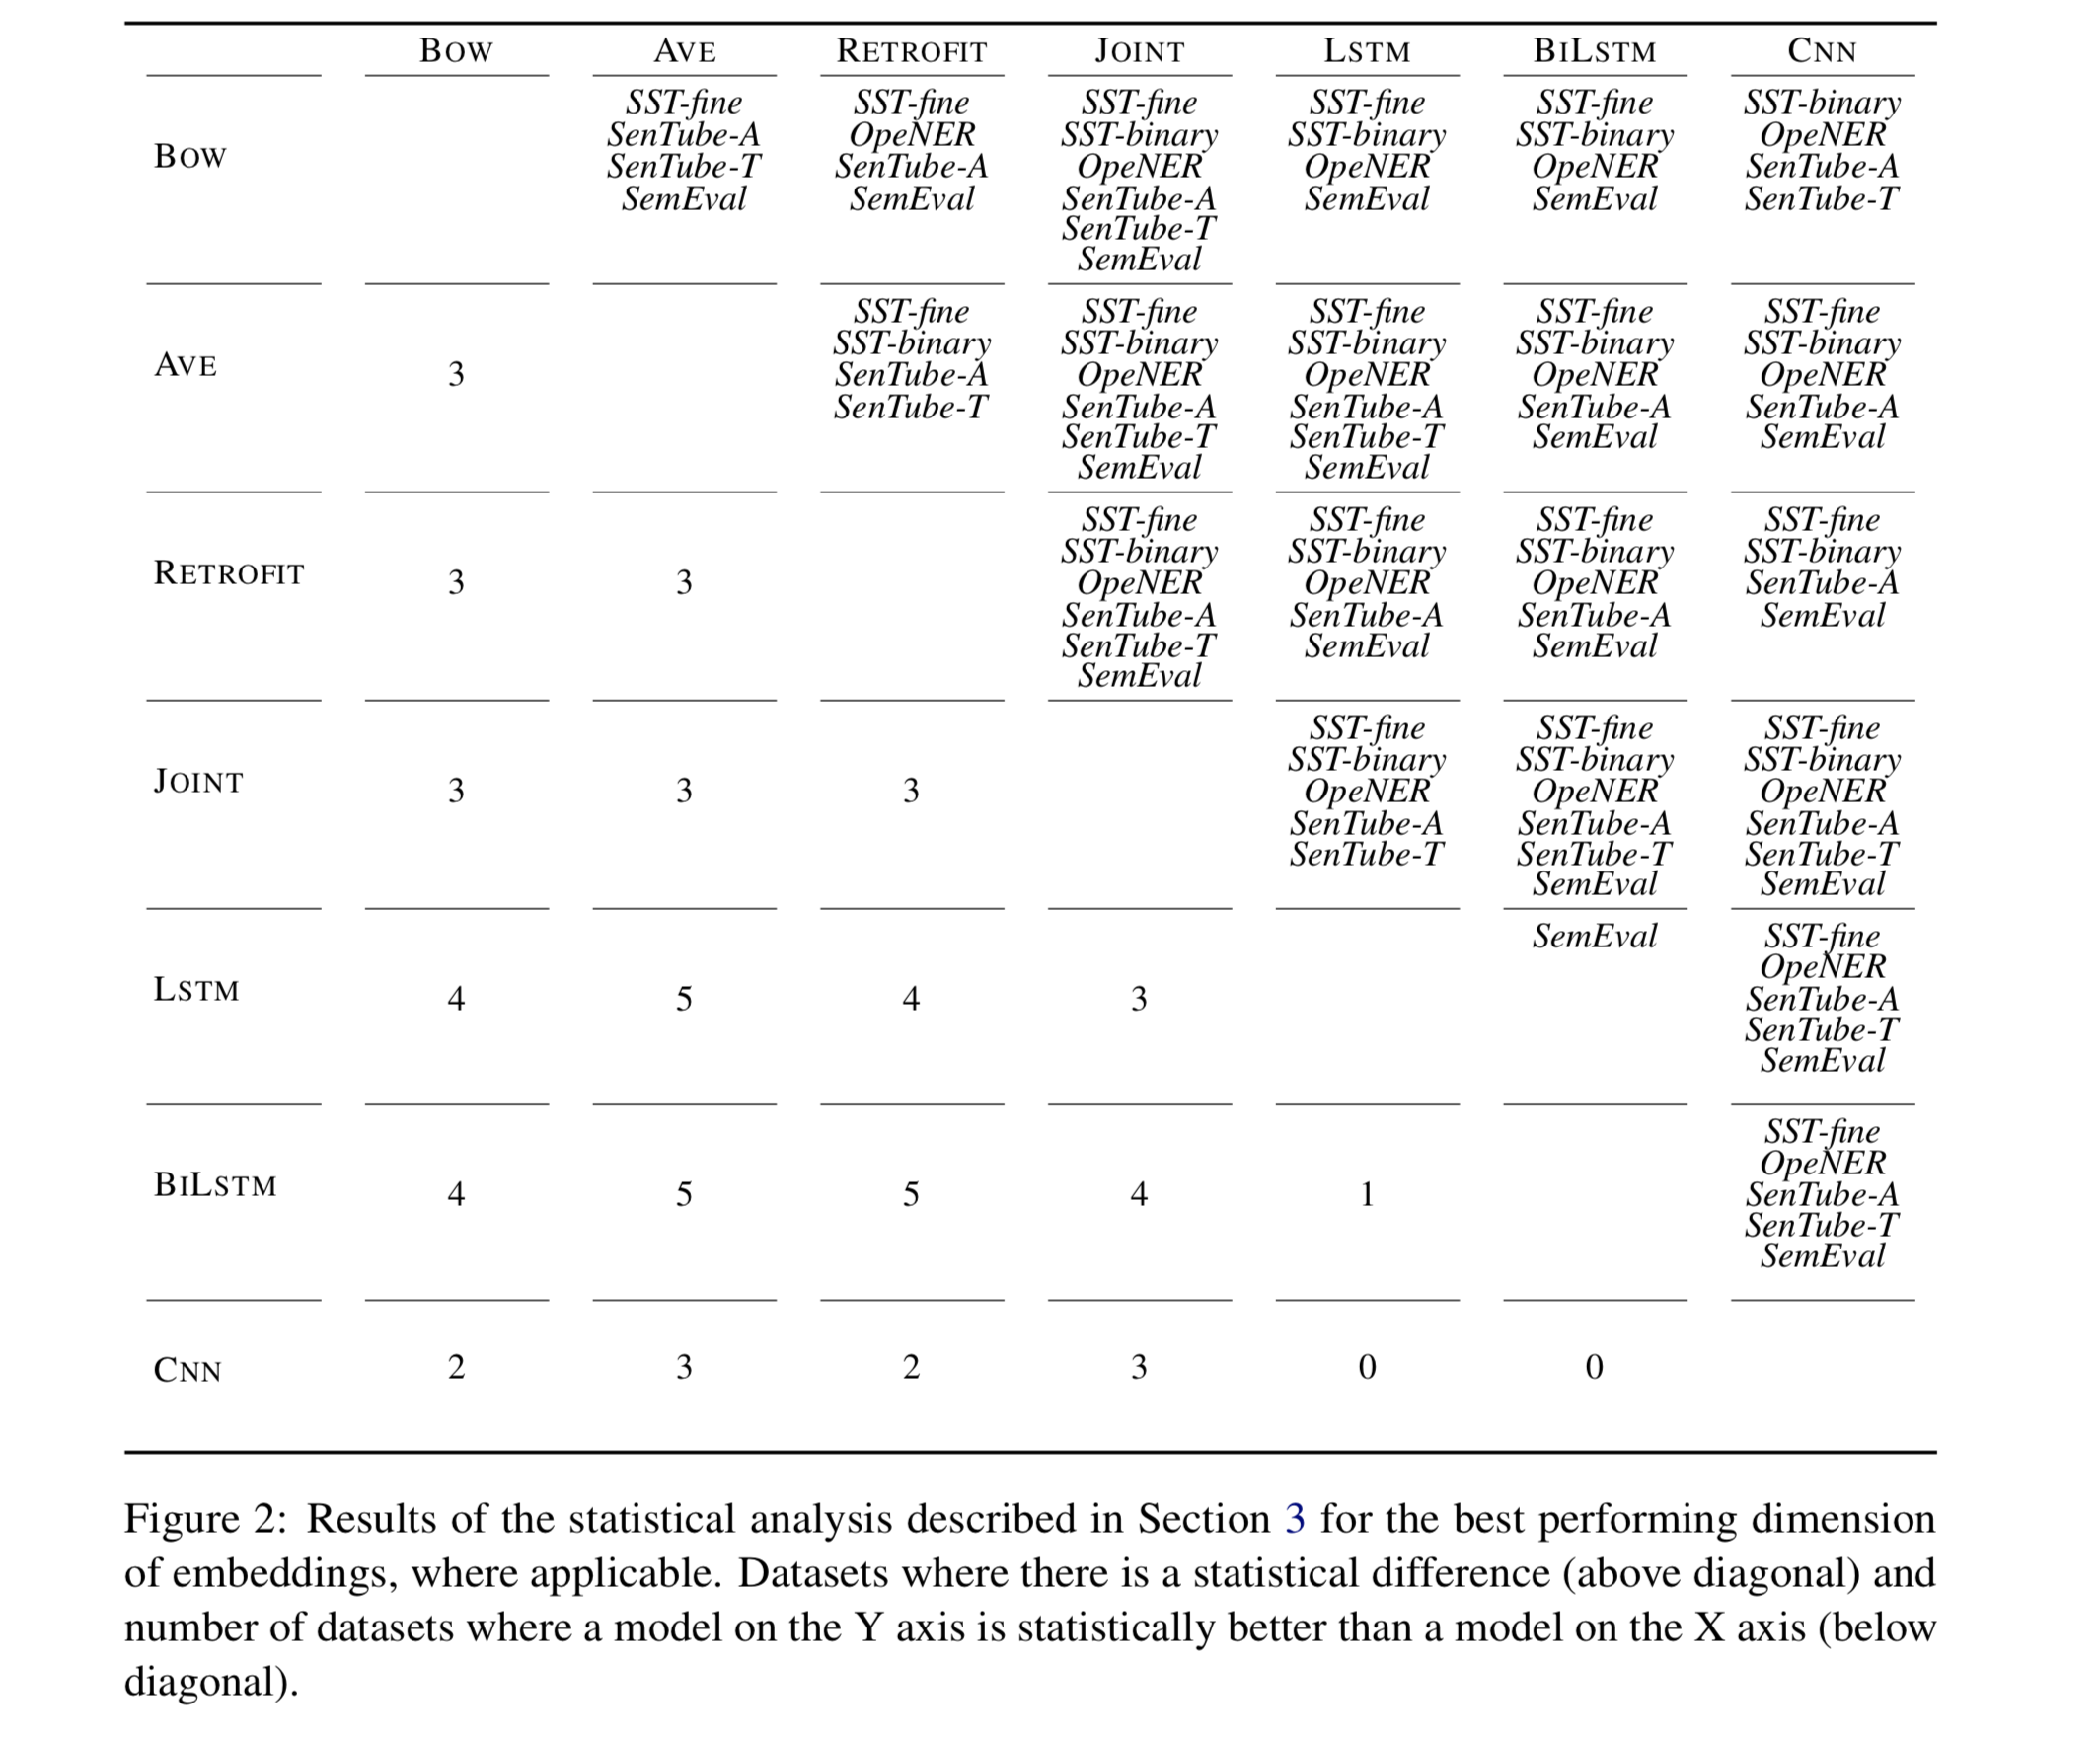 BOW AVE RETROFIT JOINT LSTM BILSTM CNN
BOW
SST-fine SST-fine SST-fine SST-fine SST-fine SST-binary
SenTube-A OpeNER SST-binary SST-binary SST-binary OpeNER
SenTube-T SenTube-A OpeNER OpeNER OpeNER SenTube-A
SemEval SemEval SenTube-A SemEval SemEval SenTube-T
SenTube-T
SemEval
AVE 3
SST-fine SST-fine SST-fine SST-fine SST-fine
SST-binary SST-binary SST-binary SST-binary SST-binary
SenTube-A OpeNER OpeNER OpeNER OpeNER
SenTube-T SenTube-A SenTube-A SenTube-A SenTube-A
SenTube-T SenTube-T SemEval SemEval
SemEval SemEval
RETROFIT 3 3
SST-fine SST-fine SST-fine SST-fine
SST-binary SST-binary SST-binary SST-binary
OpeNER OpeNER OpeNER SenTube-A
SenTube-A SenTube-A SenTube-A SemEval
SenTube-T SemEval SemEval
SemEval
JOINT 3 3 3
SST-fine SST-fine SST-fine
SST-binary SST-binary SST-binary
OpeNER OpeNER OpeNER
SenTube-A SenTube-A SenTube-A
SenTube-T SenTube-T SenTube-T
SemEval SemEval
LSTM 4 5 4 3
SemEval SST-fine
OpeNER
SenTube-A
SenTube-T
SemEval
BILSTM 4 5 5 4 1
SST-fine
OpeNER
SenTube-A
SenTube-T
SemEval
CNN 2 3 2 3 0 0
Figure 2: Results of the statistical analysis described in Section 3 for the best performing dimension
of embeddings, where applicable. Datasets where there is a statistical difference (above diagonal) and
number of datasets where a model on the Y axis is statistically better than a model on the X axis (below
diagonal).